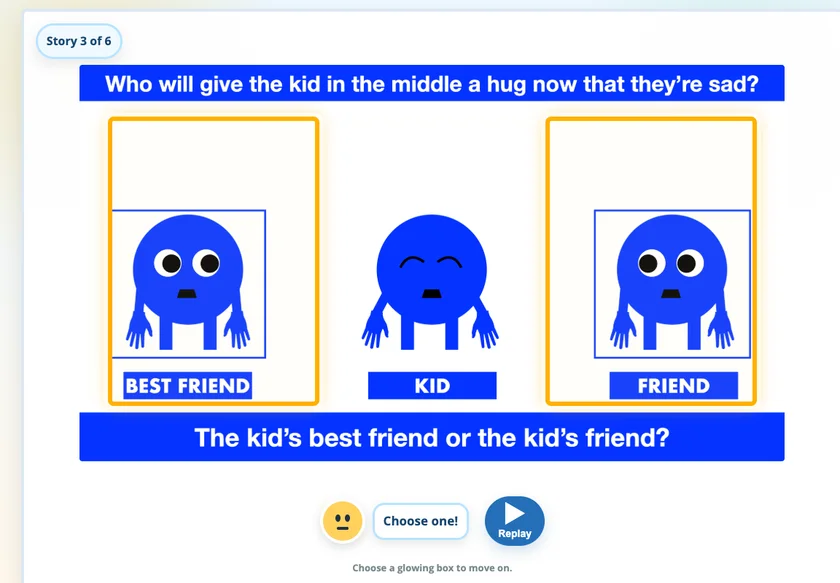 Story 3 of 6
Who will give the kid in the middle a hug now that they’re sad?
BEST FRIEND
KID
FRIEND
The kid’s best friend or the kid’s friend?
Choose one!
Replay
Choose a glowing box to move on.